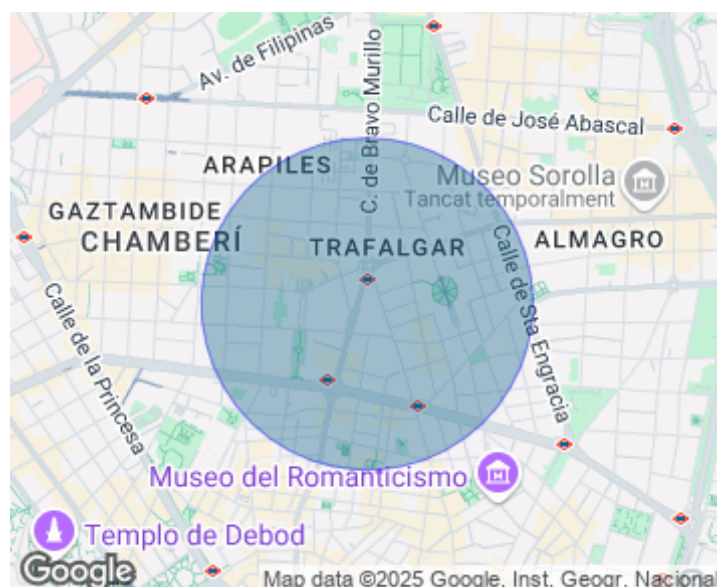 Av. de Filipinas
C. de Bravo Murillo
Calle de José Abascal
ARAPILES
Museo Sorolla
Tancat temporalment
GAZTAMBIDE
CHAMBERÍ
TRAFALGAR
ALMAGRO
Calle de Sta Engracia
Calle de la Princesa
Museo del Romanticismo
Templo de Debod
Google
Map data ©2025 Google, Inst. Geogr. Nacional